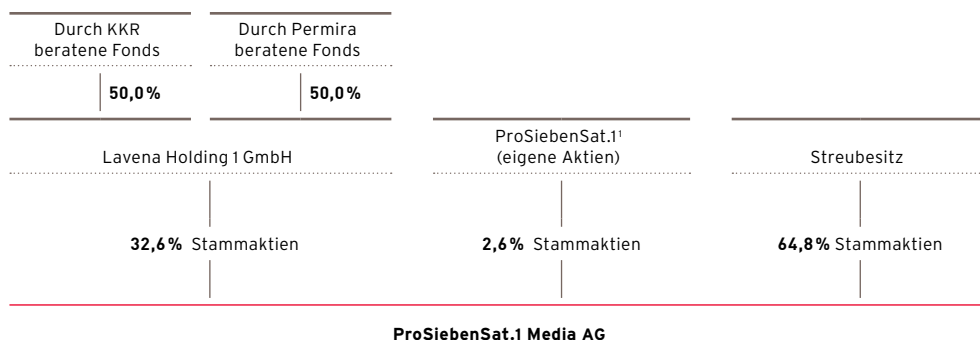 Durch KKR
beratene Fonds
Durch Permira
beratene Fonds
50,0 %
50,0 %
Lavena Holding 1 GmbH
ProSiebenSat.1¹
(eigene Aktien)
Streubesitz
32,6 % Stammaktien
2,6 % Stammaktien
64,8 % Stammaktien
ProSiebenSat.1 Media AG